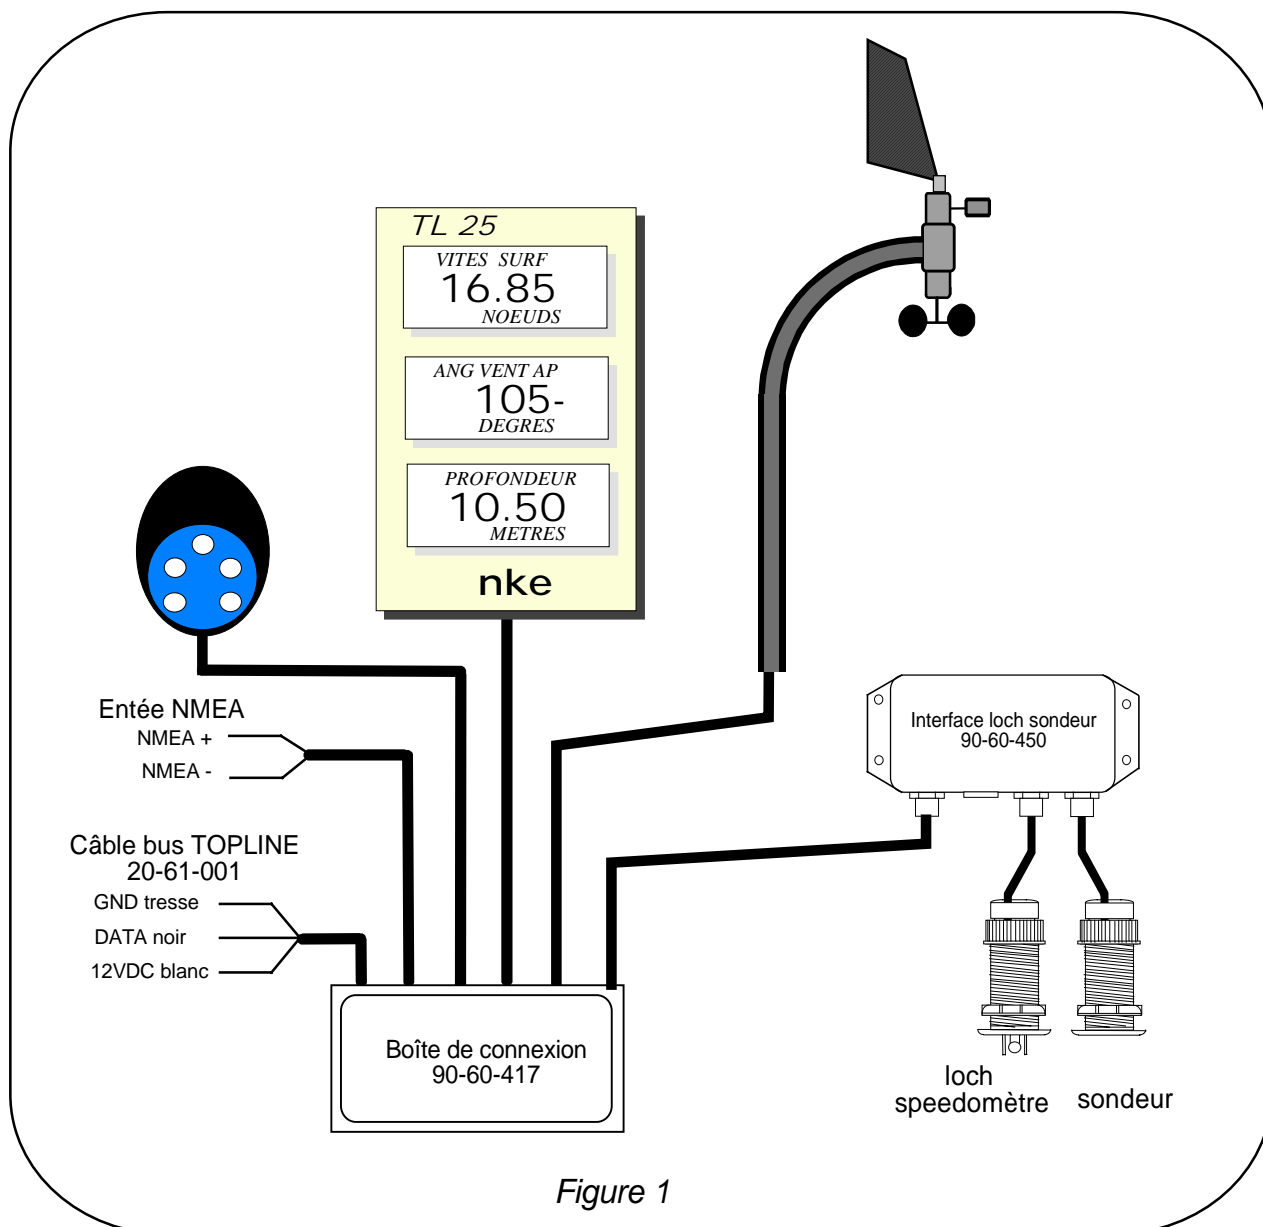 TL 25
VITES SURF
16.85
NOEUDS
ANG VENT AP
105-
DEGRES
PROFONDEUR
10.50
METRES
nke
Entée NMEA
NMEA +
NMEA -
Câble bus TOPLINE
20-61-001
GND tresse
DATA noir
12VDC blanc
Boîte de connexion
90-60-417
Interface loch sondeur
90-60-450
loch
speedomètre
sondeur
Figure 1